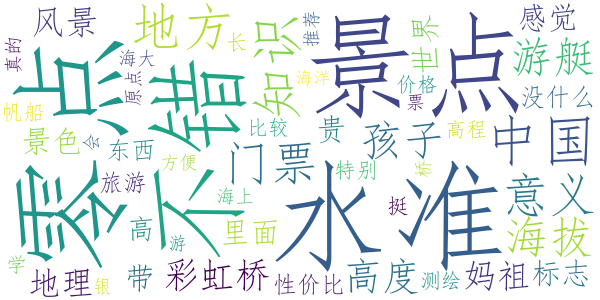 风景
真的
地方
海大
原点
长
推荐
海洋
知识
世界
感觉
游艇
价格
票
没什么
景点
零点
不错
帆船
景色
会
东西
方便
旅游
海上
高
游
里面
门票
比较
贵
孩子
特别
高程
桥
挺
中国
意义
海拔
水准
学
地理
银
带
彩虹桥
性价比
高度
测绘
妈祖
标志